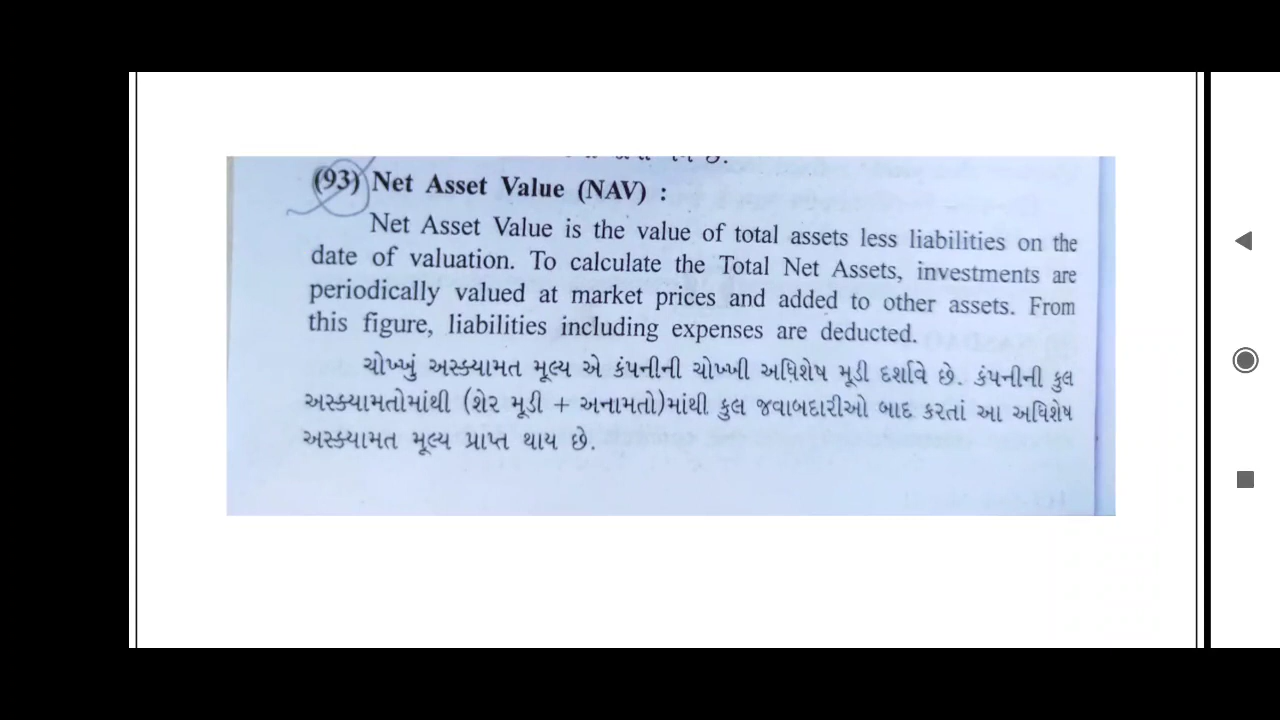 (93) Net Asset Value (NAV) :
Net Asset Value is the value of total assets less liabilities on the
date of valuation. To calculate the Total Net Assets, investments are
periodically valued at market prices and added to other assets. From
this figure, liabilities including expenses are deducted.
ચોખ્ખું અસ્ક્યામત મૂલ્ય એ કંપનીની ચોખ્ખી અધિશેષ મૂડી દર્શાવે છે. કંપનીની કુલ
અસ્ક્યામતોમાંથી (શેર મૂડી + અનામતો)માંથી કુલ જવાબદારીઓ બાદ કરતાં આ અધિશેષ
અસ્ક્યામત મૂલ્ય પ્રાપ્ત થાય છે.